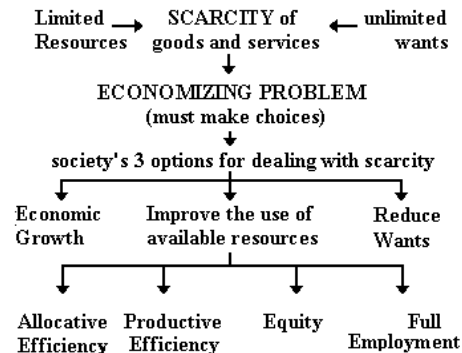 Limited SCARCITY of unlimited
Resources goods and services wants
ECONOMIZING PROBLEM
(must make choices)
society's 3 options for dealing with scarcity
Economic Improve the use of Reduce
Growth available resources Wants
Allocative Productive Equity Full
Efficiency Efficiency Employment